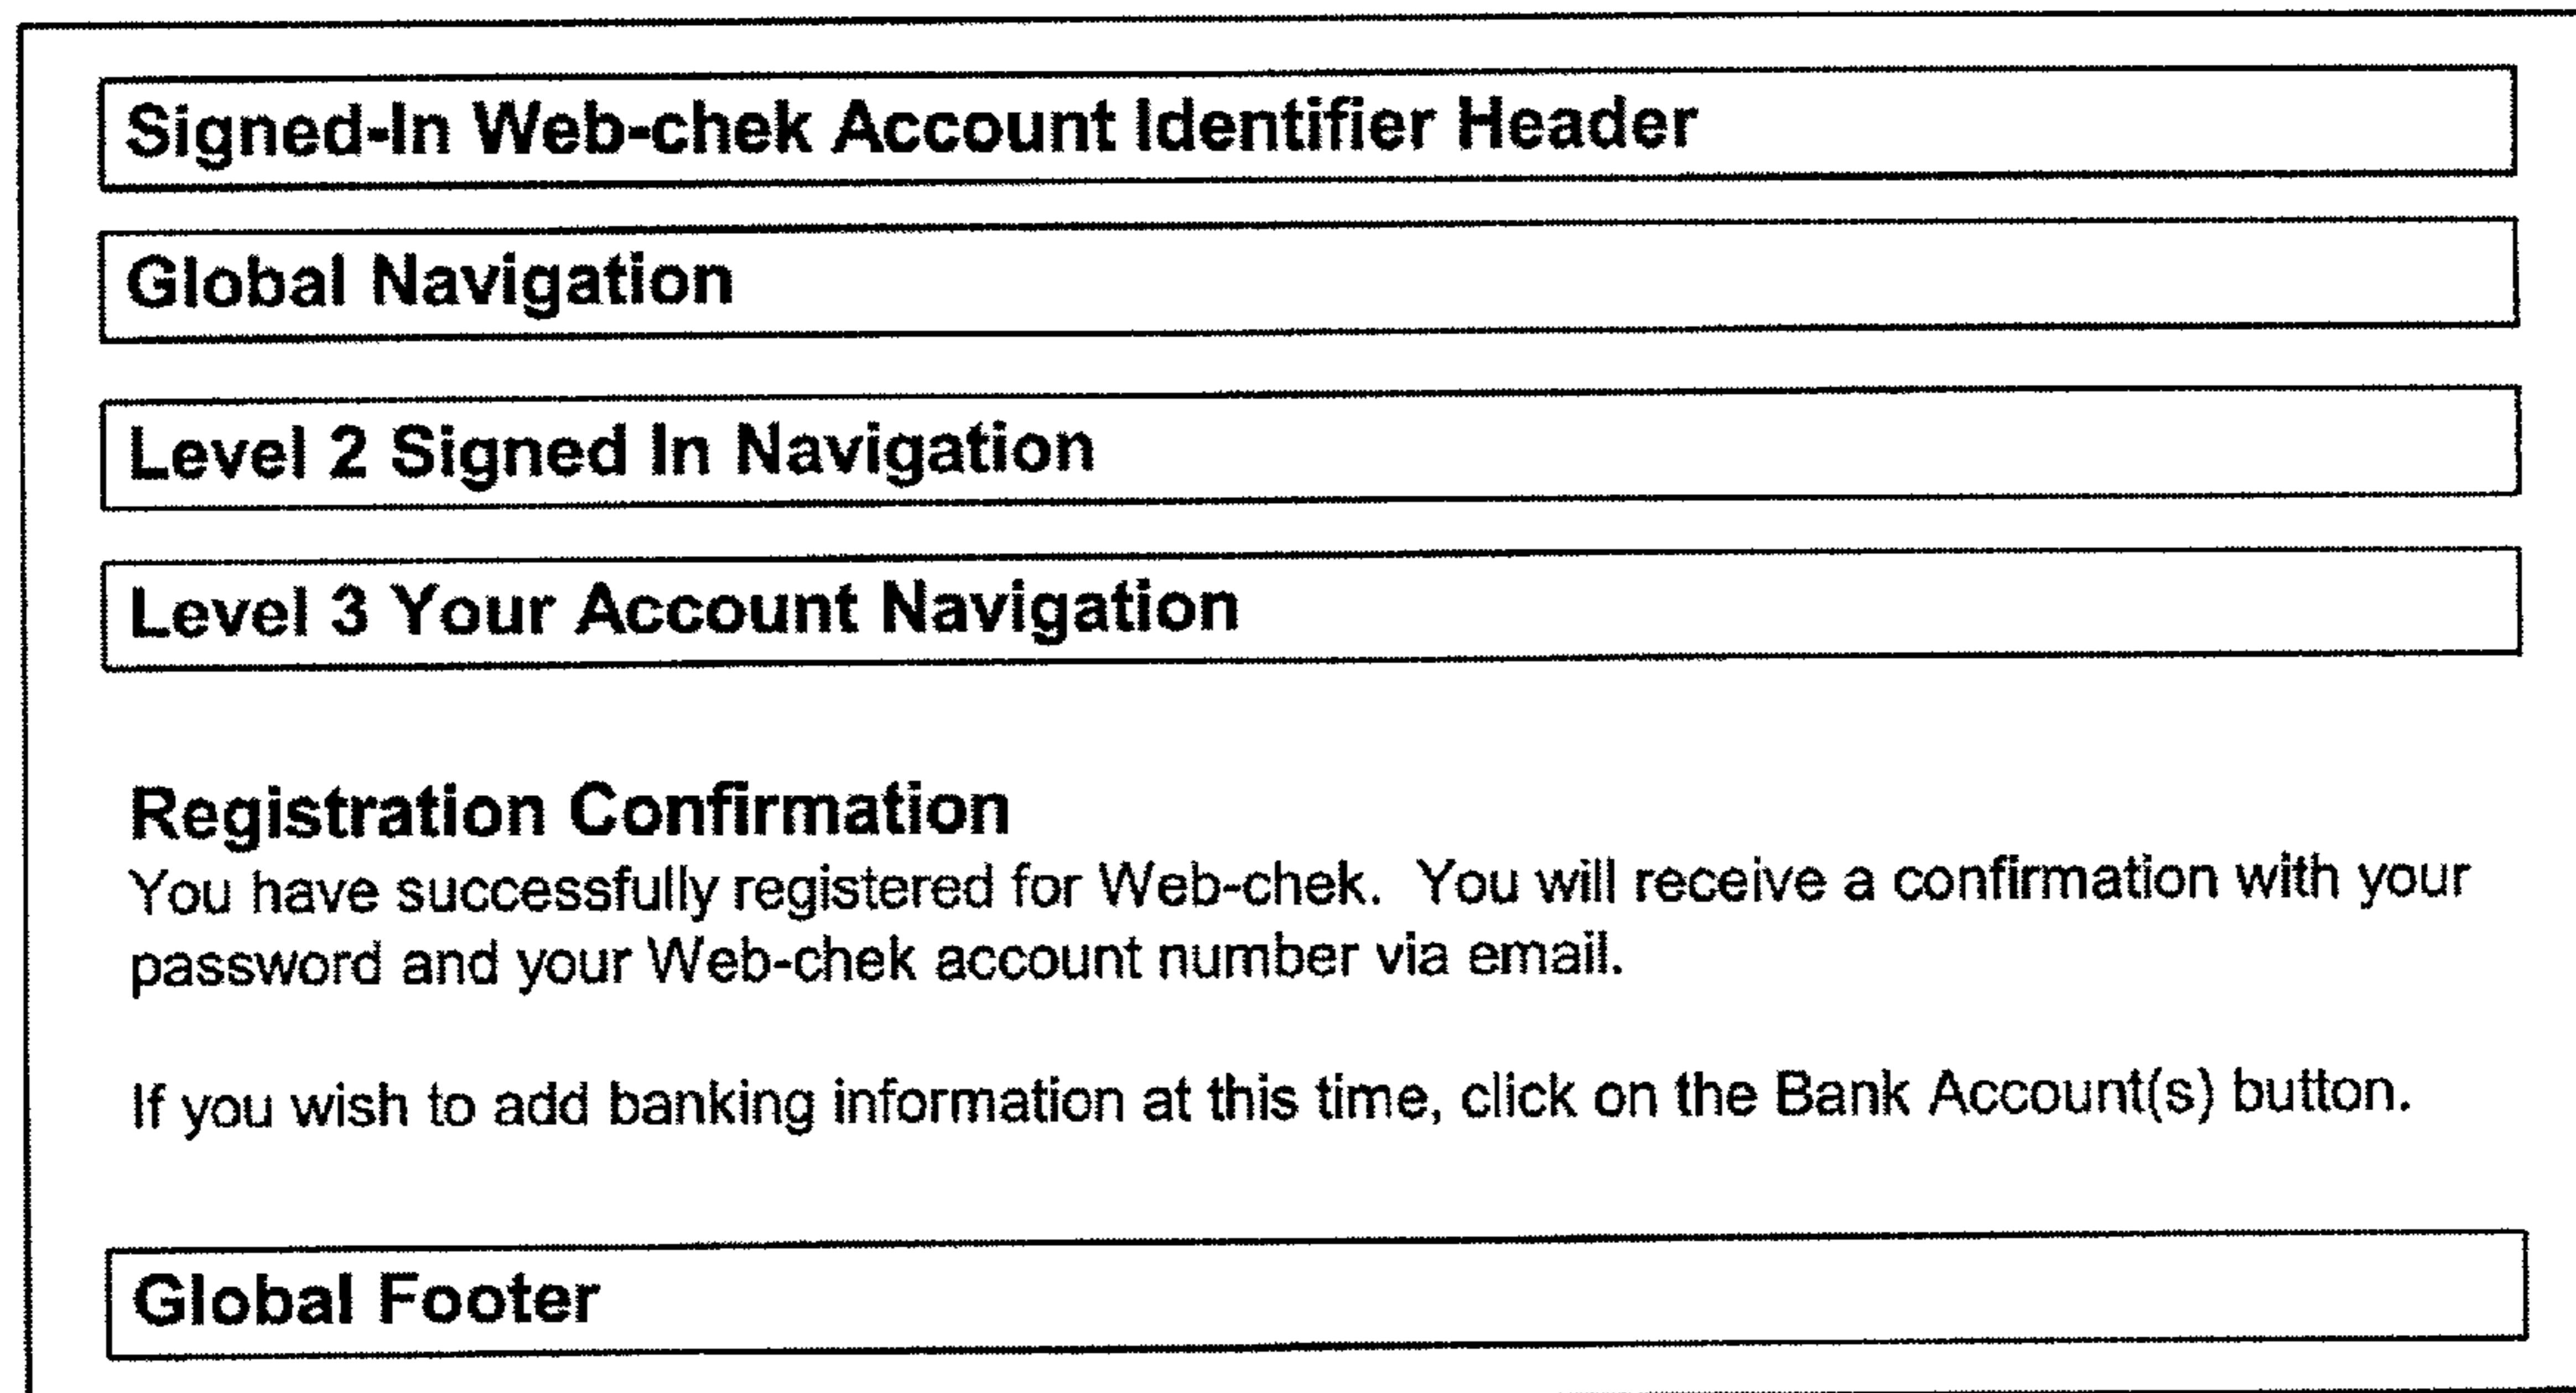 Signed-In Web-chek Account Identifier Header
Global Navigation
Level 2 Signed In Navigation
Level 3 Your Account Navigation
Registration Confirmation
You have successfully registered for Web-chek. You will receive a confirmation with your
password and your Web-chek account number via email.
If you wish to add banking information at this time, click on the Bank Account(s) button.
Global Footer